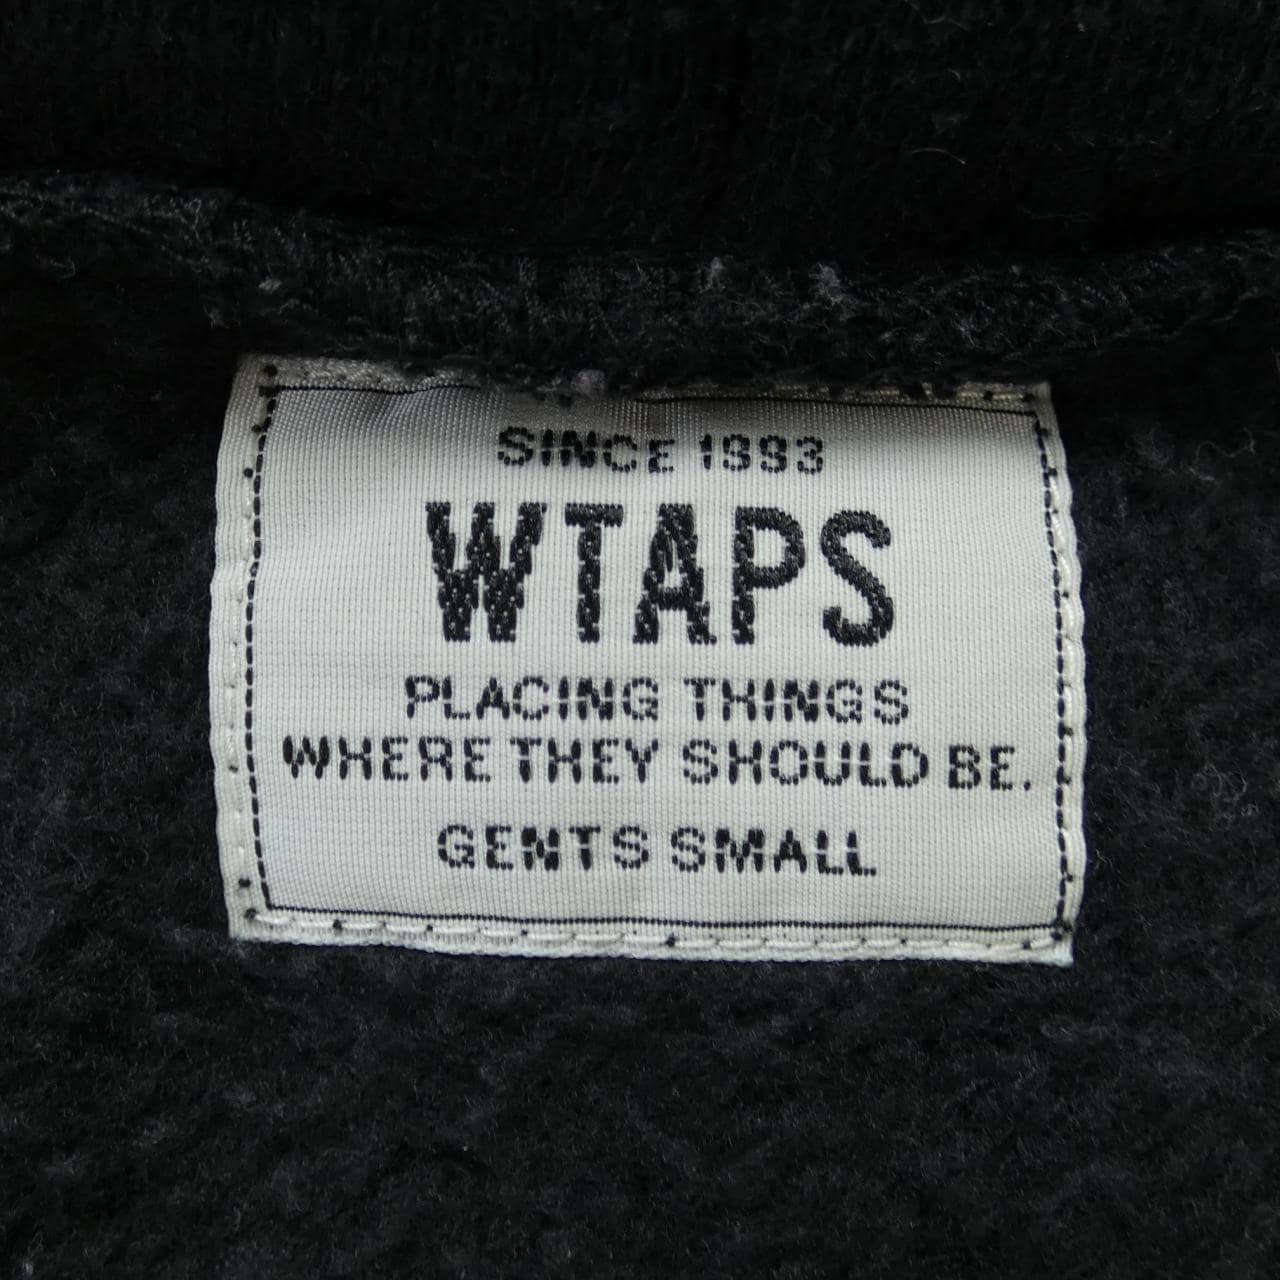 SINCE 1993
WTAPS
PLACING THINGS
WHERE THEY SHOULD BE.
GENTS SMALL